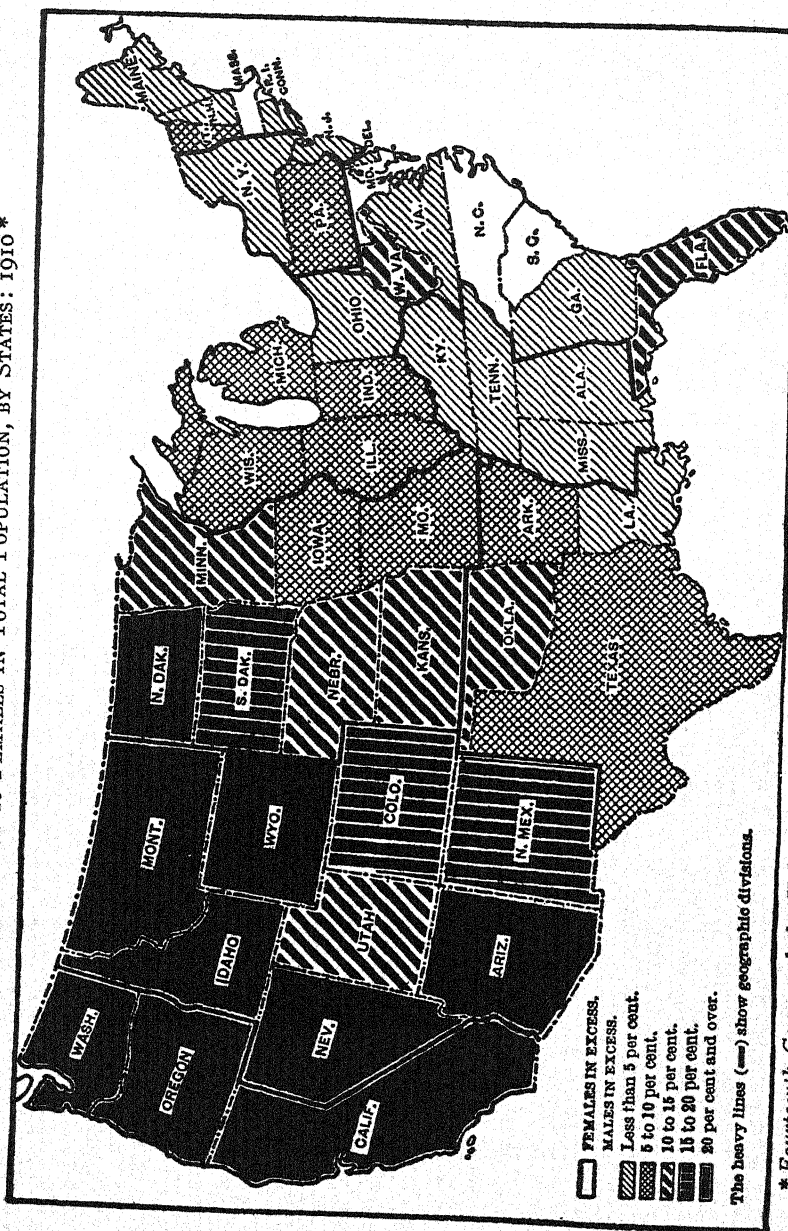 FEMALES IN TOTAL POPULATION, BY STATES: 1910*
WASH.
MONT.
N. DAK.
MINN.
OREGON
IDAHO
WYO.
S. DAK.
WIS.
MICH.
N.Y.
MAINE
MASS.
R.I.
CONN.
N.J.
DEL.
MD.
PA.
CALIF.
NEV.
UTAH
COLO.
NEBR.
KANS.
IOWA
MO.
ILL.
IND.
OHIO
W. VA.
VA.
KY.
TENN.
N. C.
S. C.
ARIZ.
N. MEX.
OKLA.
ARK.
TEXAS
LA.
MISS.
ALA.
GA.
FLA.
FEMALES IN EXCESS.
MALES IN EXCESS.
Less than 5 per cent.
5 to 10 per cent.
10 to 15 per cent.
15 to 20 per cent.
20 per cent and over.
The heavy lines (▬) show geographic divisions.